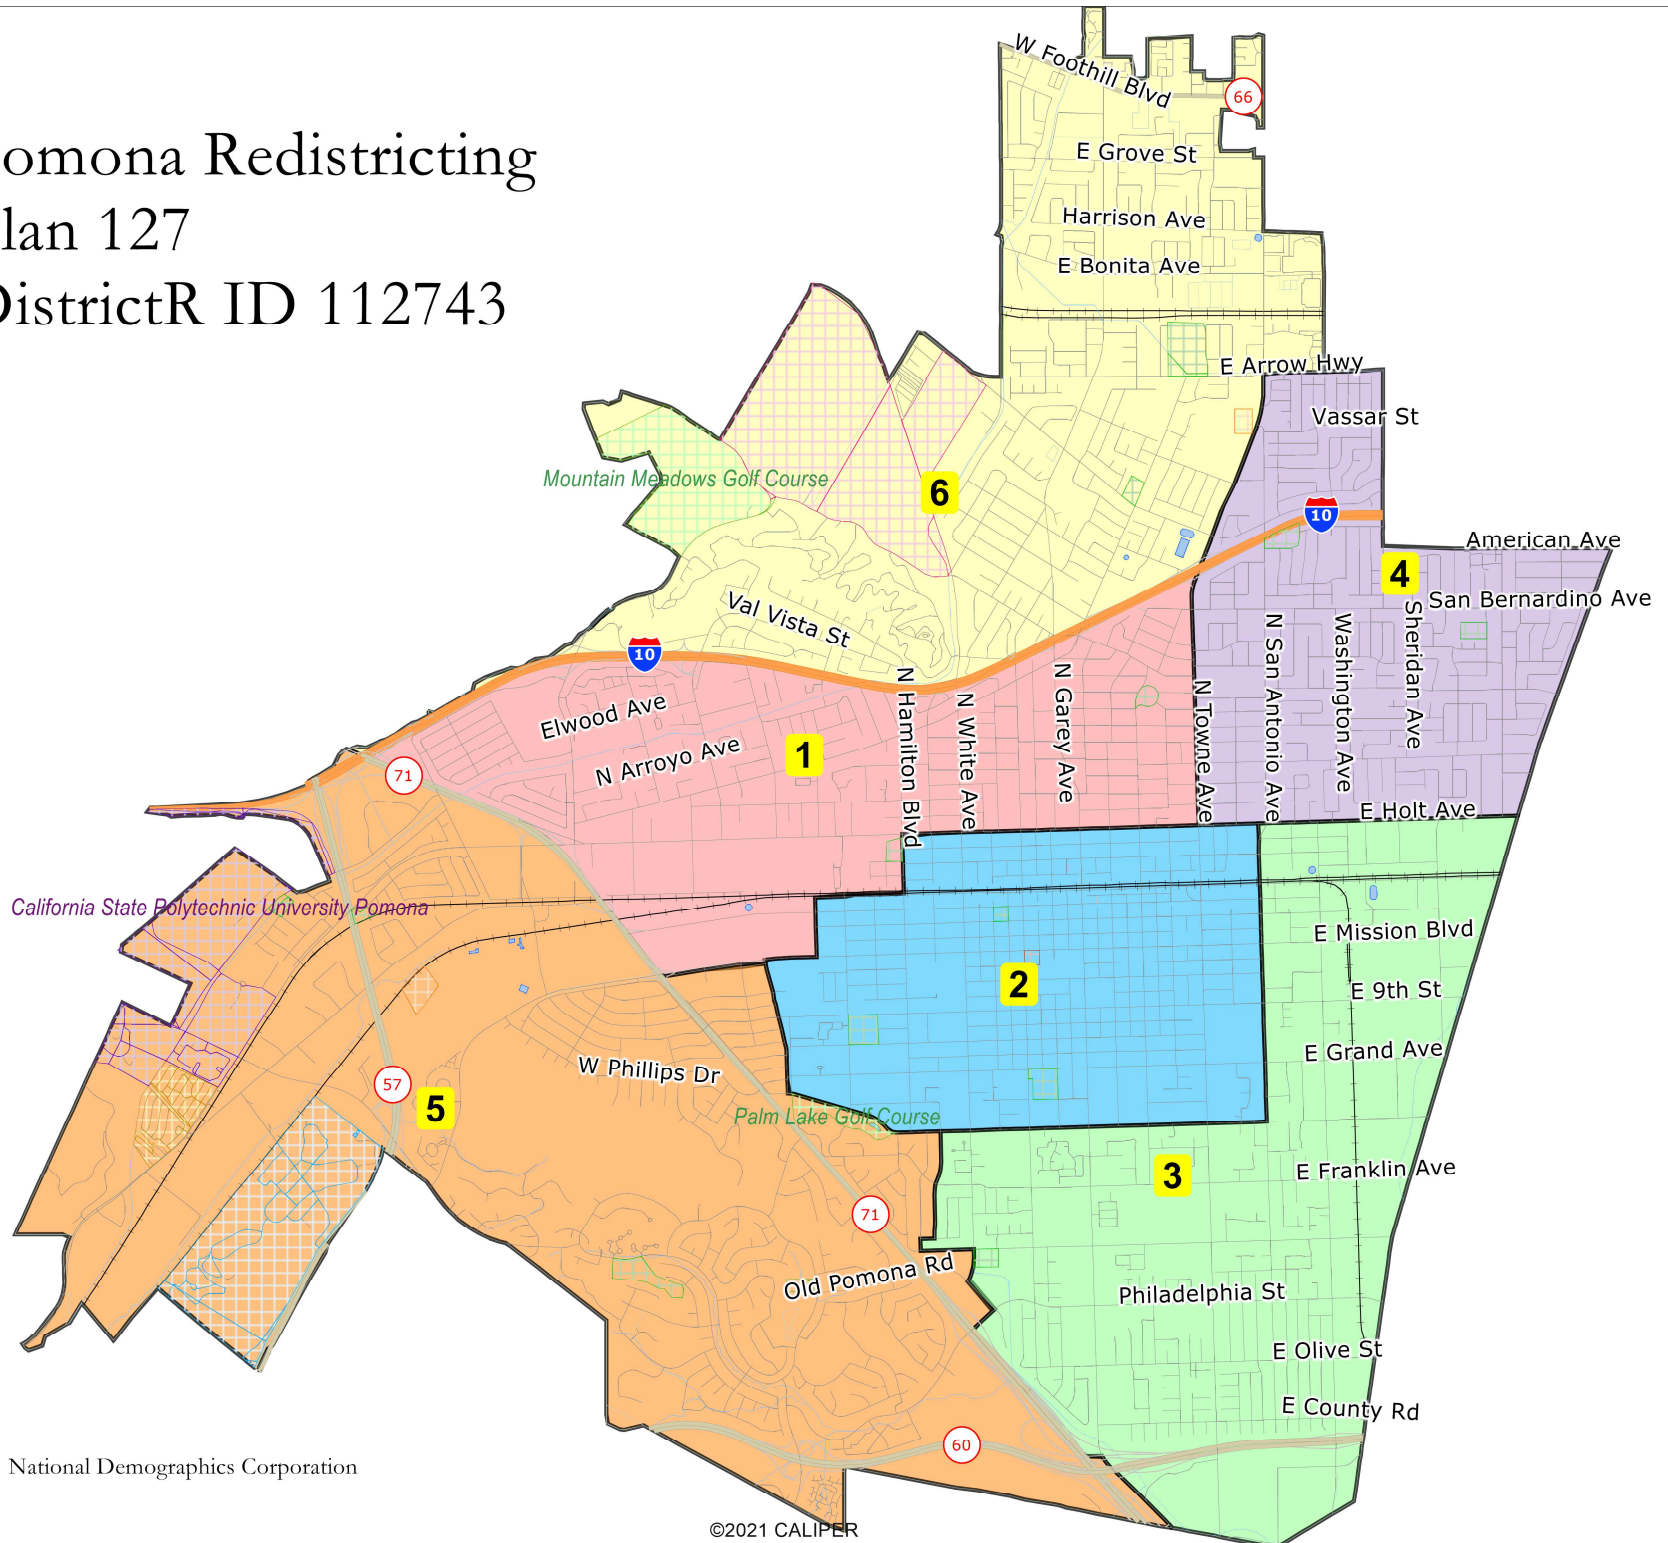 omona Redistricting
lan 127
DistrictR ID 112743
W Foothill Blvd
66
E Grove St
Harrison Ave
E Bonita Ave
E Arrow Hwy
Vassar St
Mountain Meadows Golf Course
6
10
American Ave
4
San Bernardino Ave
Val Vista St
10
N Hamilton Blvd
N White Ave
N Garey Ave
N Towne Ave
N San Antonio Ave
Washington Ave
Sheridan Ave
Elwood Ave
N Arroyo Ave
1
71
E Holt Ave
California State Polytechnic University Pomona
E Mission Blvd
2
E 9th St
E Grand Ave
W Phillips Dr
57
5
Palm Lake Golf Course
3
E Franklin Ave
71
Old Pomona Rd
Philadelphia St
E Olive St
E County Rd
60
National Demographics Corporation
©2021 CALIPER